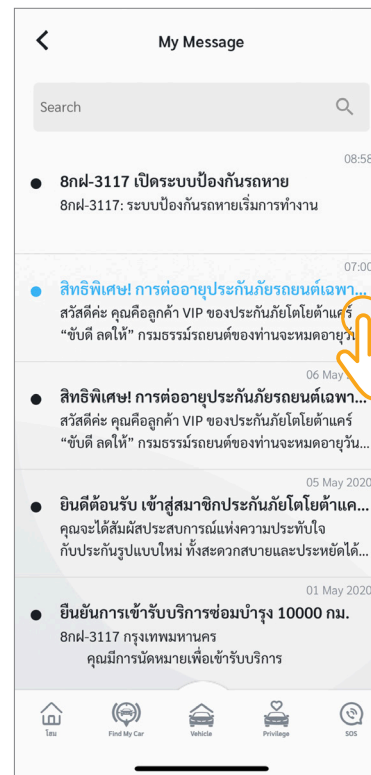 My Message
Search
08:58
8กฝ-3117 เปิดระบบป้องกันรถหาย
8กฝ-3117: ระบบป้องกันรถหายเริ่มการทำงาน
07:00
สิทธิพิเศษ! การต่ออายุประกันภัยรถยนต์เฉพา...
สวัสดีค่ะ คุณคือลูกค้า VIP ของประกันภัยโตโยต้าแคร์
“ขับดี ลดให้” กรมธรรม์รถยนต์ของท่านจะหมดอายุวัน
06 May
สิทธิพิเศษ! การต่ออายุประกันภัยรถยนต์เฉพา...
สวัสดีค่ะ คุณคือลูกค้า VIP ของประกันภัยโตโยต้าแคร์
“ขับดี ลดให้” กรมธรรม์รถยนต์ของท่านจะหมดอายุวัน...
05 May 2020
ยินดีต้อนรับ เข้าสู่สมาชิกประกันภัยโตโยต้าแค...
คุณจะได้สัมผัสประสบการณ์แห่งความประทับใจ
กับประกันรูปแบบใหม่ ทั้งสะดวกสบายและประหยัดได้...
01 May 2020
ยืนยันการเข้ารับบริการซ่อมบำรุง 10000 กม.
8กฝ-3117 กรุงเทพมหานคร
คุณมีการนัดหมายเพื่อเข้ารับบริการ
โฮม
Find My Car
Vehicle
Privilege
SOS